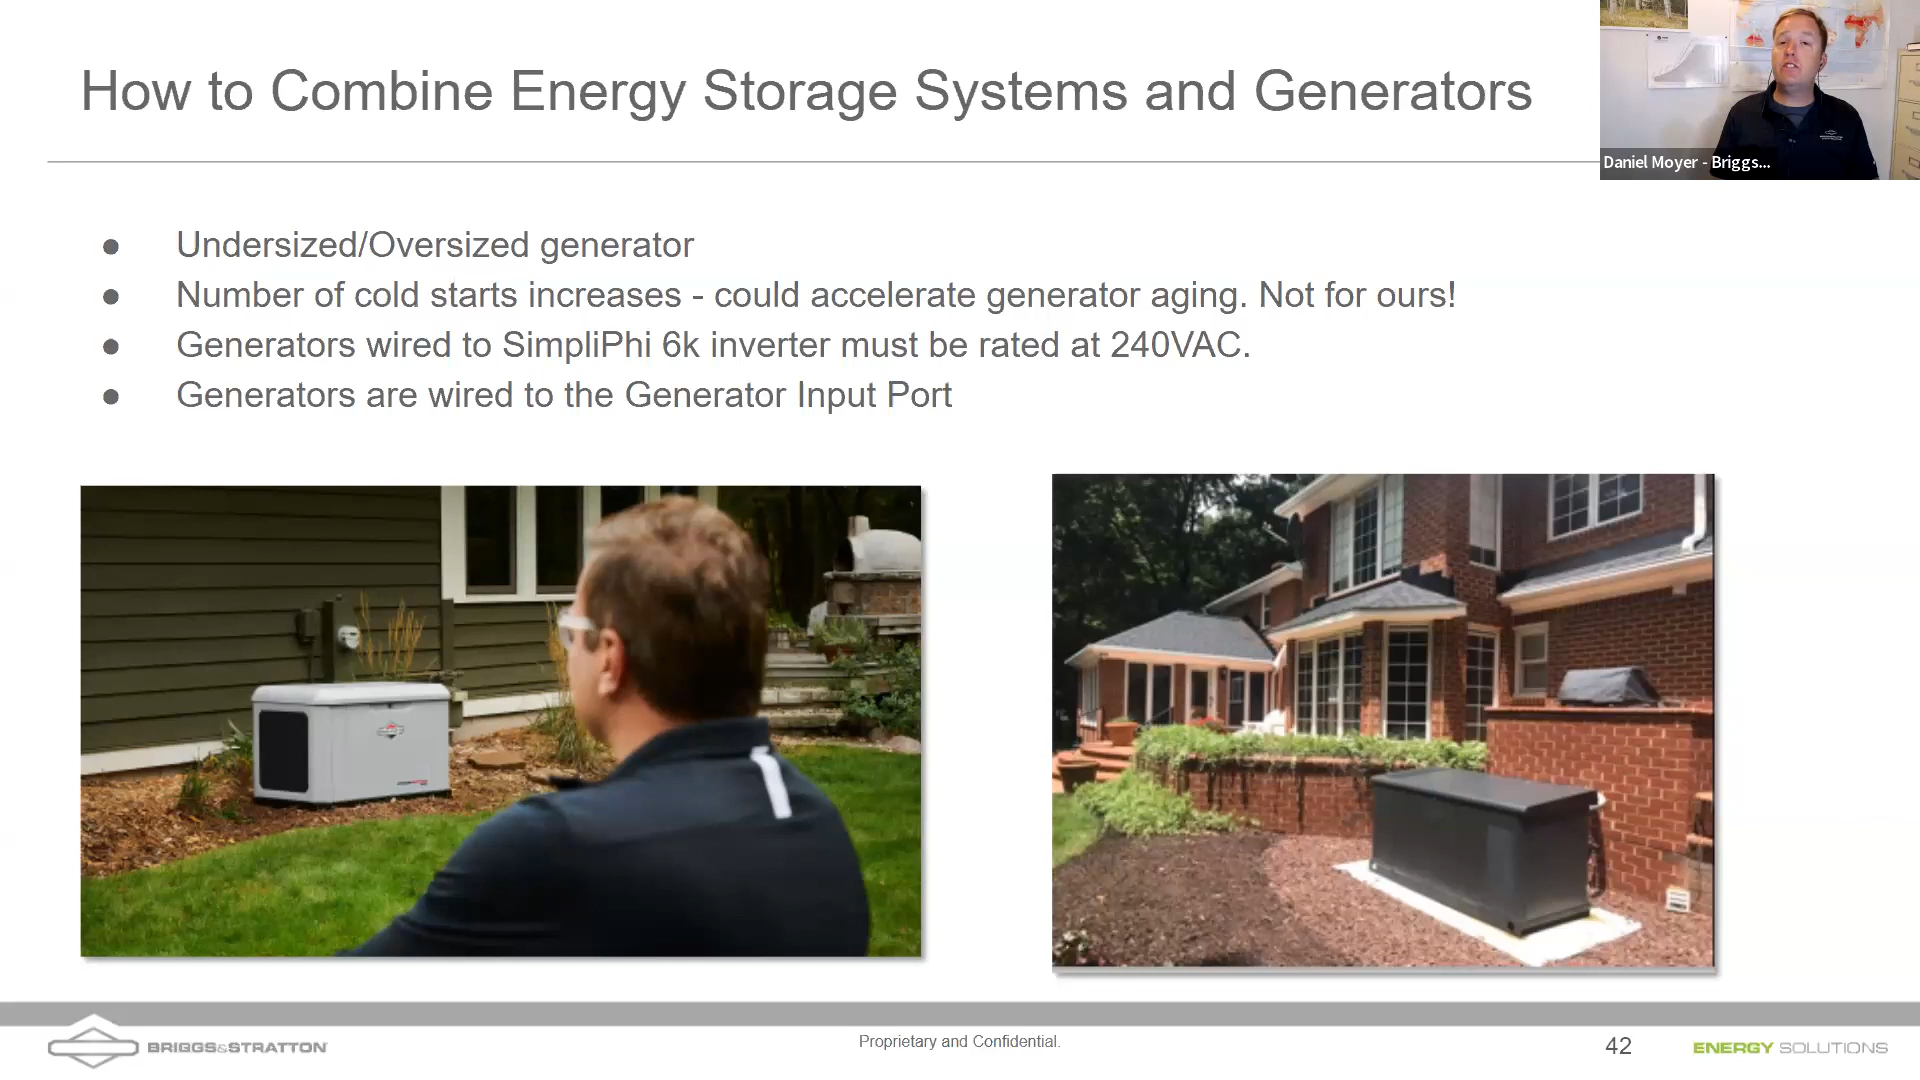 How to Combine Energy Storage Systems and Generators
Daniel Moyer - Briggs...
● Undersized/Oversized generator
● Number of cold starts increases - could accelerate generator aging. Not for ours!
● Generators wired to SimpliPhi 6k inverter must be rated at 240VAC.
● Generators are wired to the Generator Input Port
BRIGGS&STRATTON
Proprietary and Confidential.
42
ENERGY SOLUTIONS